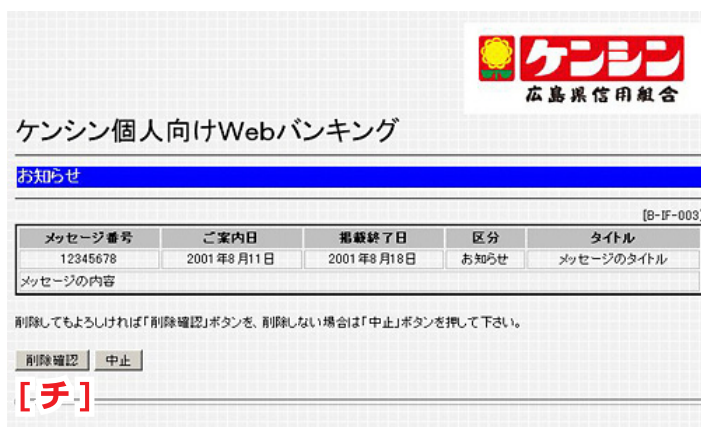 ケンシン
広島県信用組合
ケンシン個人向けWebバンキング
お知らせ
[B-IF-003]
メッセージ番号 ご案内日 掲載終了日 区分 タイトル
12345678 2001年8月11日 2001年8月18日 お知らせ メッセージのタイトル
メッセージの内容
削除してもよろしければ「削除確認」ボタンを、削除しない場合は「中止」ボタンを押して下さい。
削除確認 中止
[チ]